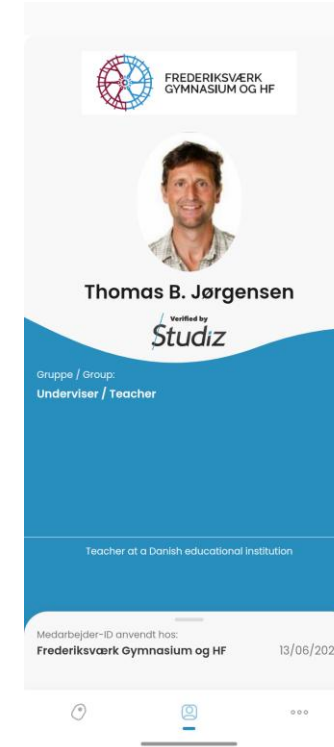 FREDERIKSVÆRK
GYMNASIUM OG HF
Thomas B. Jørgensen
Verified by
Studiz
Gruppe / Group:
Underviser / Teacher
Teacher at a Danish educational institution
Medarbejder-ID anvendt hos:
Frederiksværk Gymnasium og HF
13/06/202